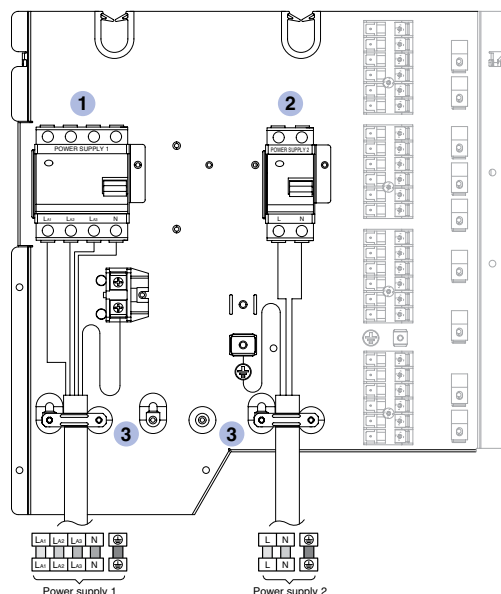 1
2
POWER SUPPLY 1
POWER SUPPLY 2
LA1 LA2 LA3 N
L N
3
3
LA1 LA2 LA3 N
L N
LA1 LA2 LA3 N
L N
Power supply 1
Power supply 2